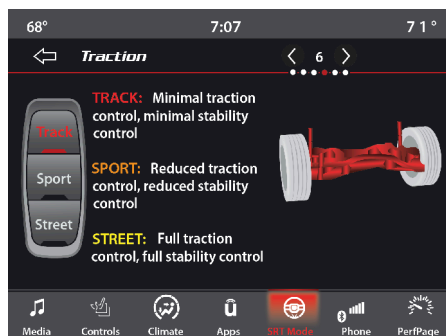 68° 7:07 71°
Traction 6
TRACK: Minimal traction
control, minimal stability
control
Track
Sport
Street
SPORT: Reduced traction
control, reduced stability
control
STREET: Full traction
control, full stability control
Media Controls Climate Apps SRT Mode Phone PerfPage